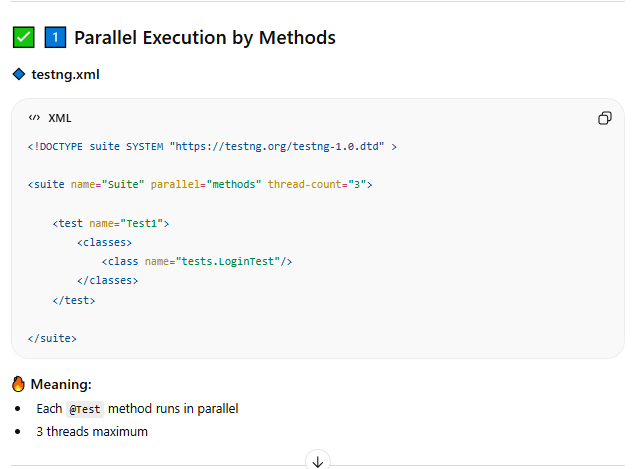 ✅ 1️⃣ Parallel Execution by Methods
🔷 testng.xml
</> XML
<!DOCTYPE suite SYSTEM "https://testng.org/testng-1.0.dtd" >
<suite name="Suite" parallel="methods" thread-count="3">
    <test name="Test1">
        <classes>
            <class name="tests.LoginTest"/>
        </classes>
    </test>
</suite>
🔥 Meaning:
• Each @Test method runs in parallel
• 3 threads maximum